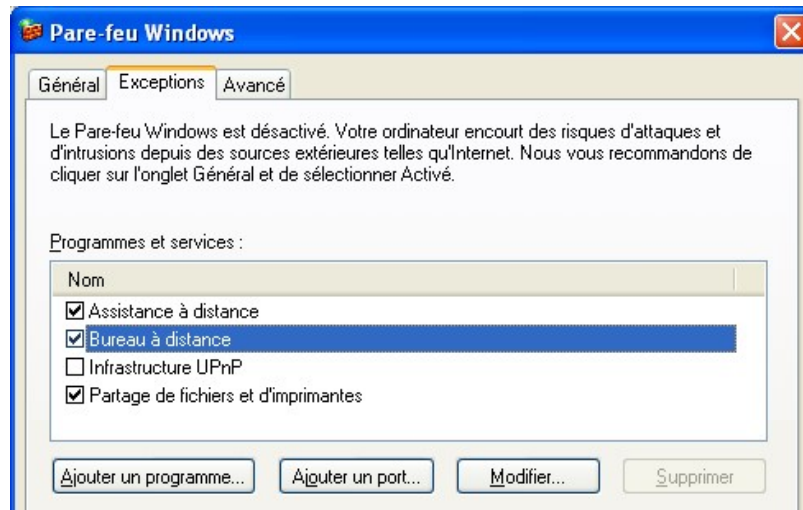 Pare-feu Windows
Général Exceptions Avancé
Le Pare-feu Windows est désactivé. Votre ordinateur encourt des risques d'attaques et
d'intrusions depuis des sources extérieures telles qu'Internet. Nous vous recommandons de
cliquer sur l'onglet Général et de sélectionner Activé.
Programmes et services :
Nom
Assistance à distance
Bureau à distance
Infrastructure UPnP
Partage de fichiers et d'imprimantes
Ajouter un programme... Ajouter un port... Modifier... Supprimer